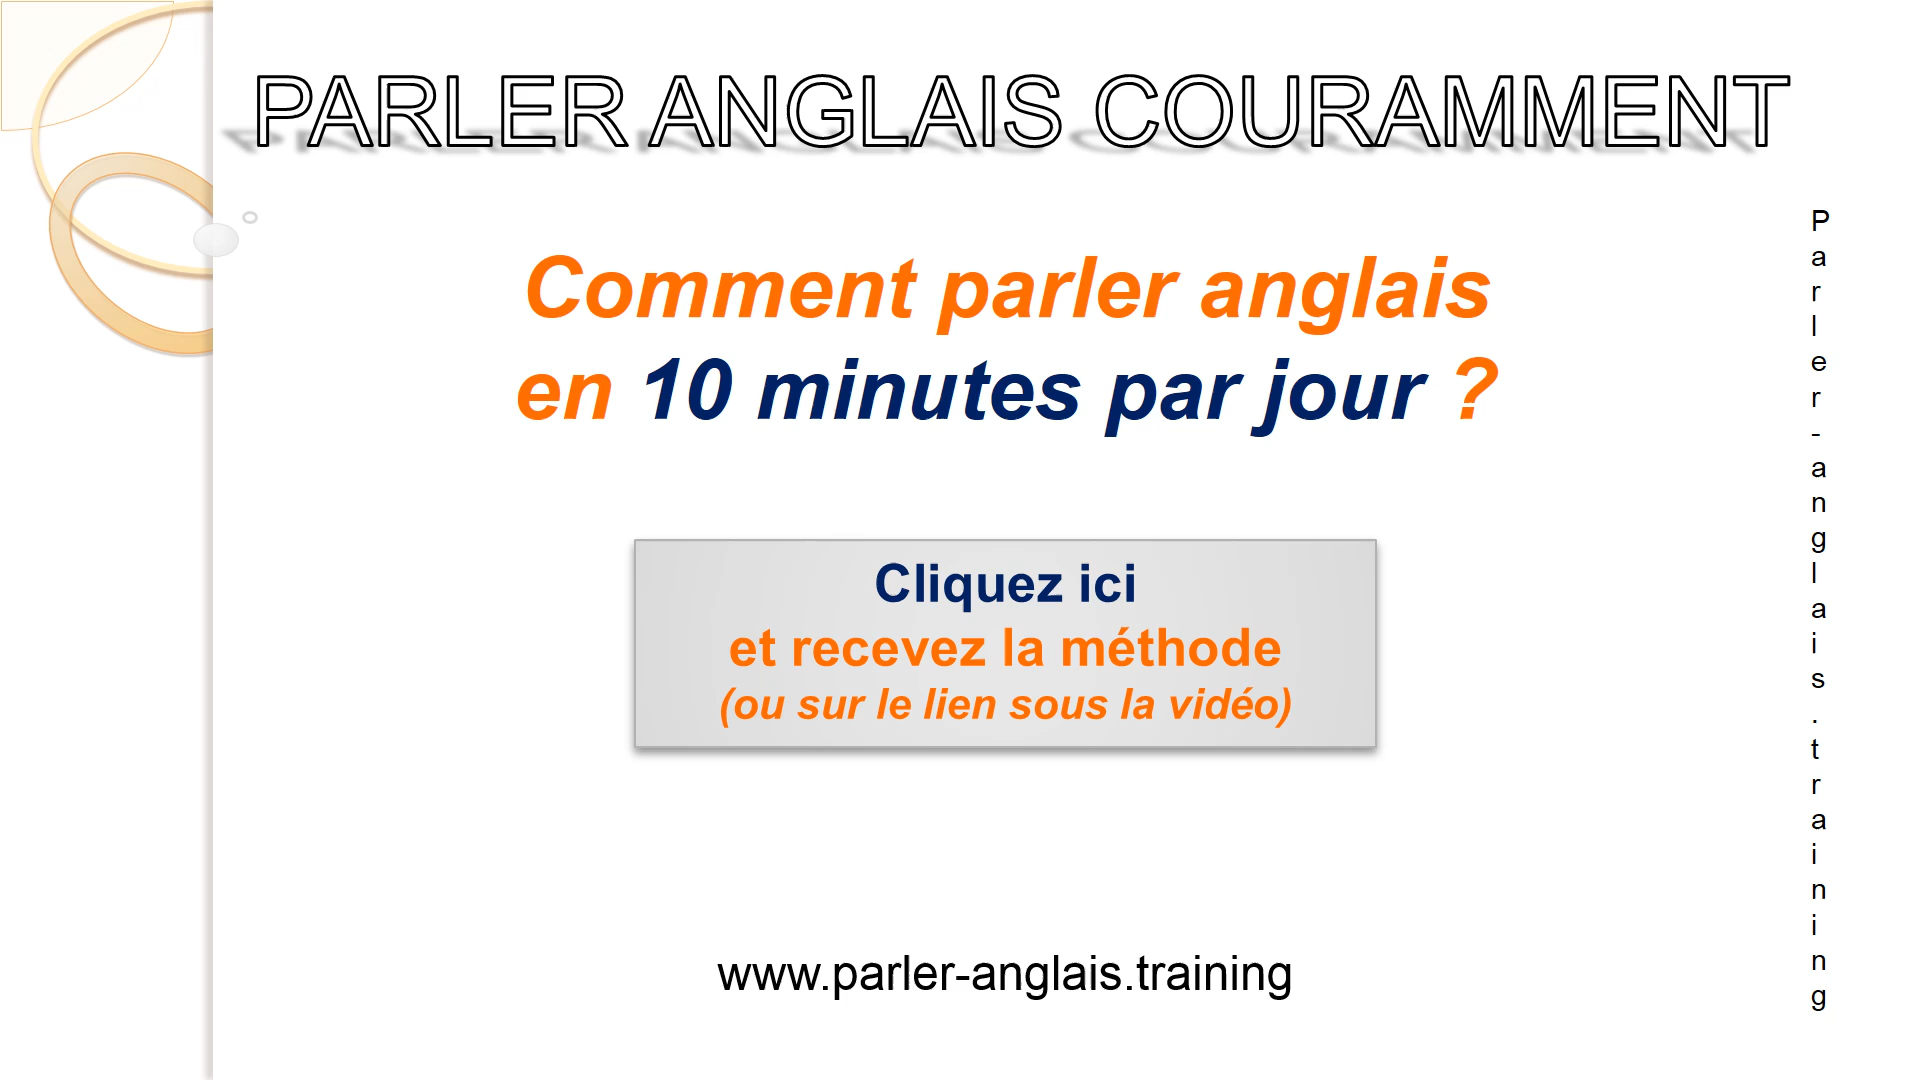 PARLER ANGLAIS COURAMMENT
Comment parler anglais
en 10 minutes par jour ?
Cliquez ici
et recevez la méthode
(ou sur le lien sous la vidéo)
www.parler-anglais.training
Parler-anglais.training